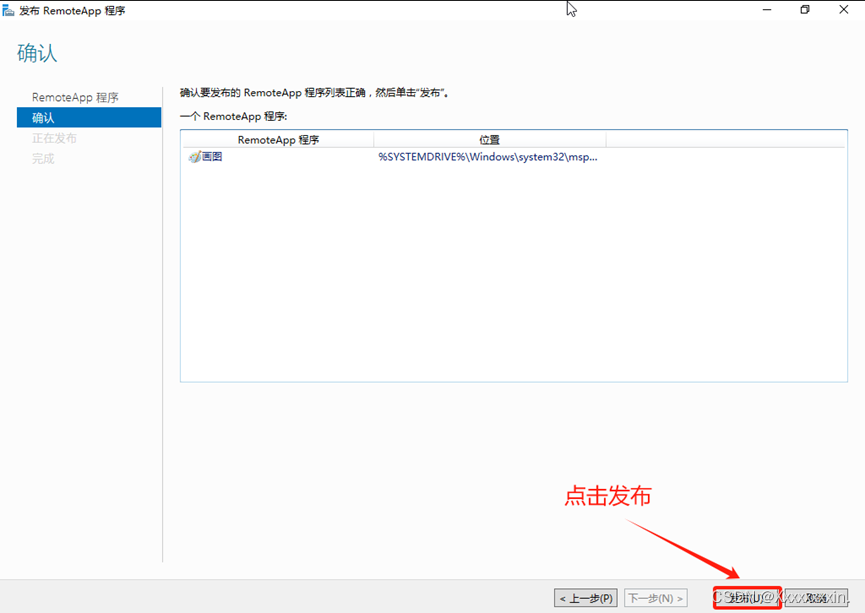 发布 RemoteApp 程序
确认
RemoteApp 程序
确认
正在发布
完成
确认要发布的 RemoteApp 程序列表正确，然后单击“发布”。
一个 RemoteApp 程序:
RemoteApp 程序 位置
画图 %SYSTEMDRIVE%\Windows\system32\msp...
点击发布
< 上一步(P) 下一步(N) > 发布(U) 取消